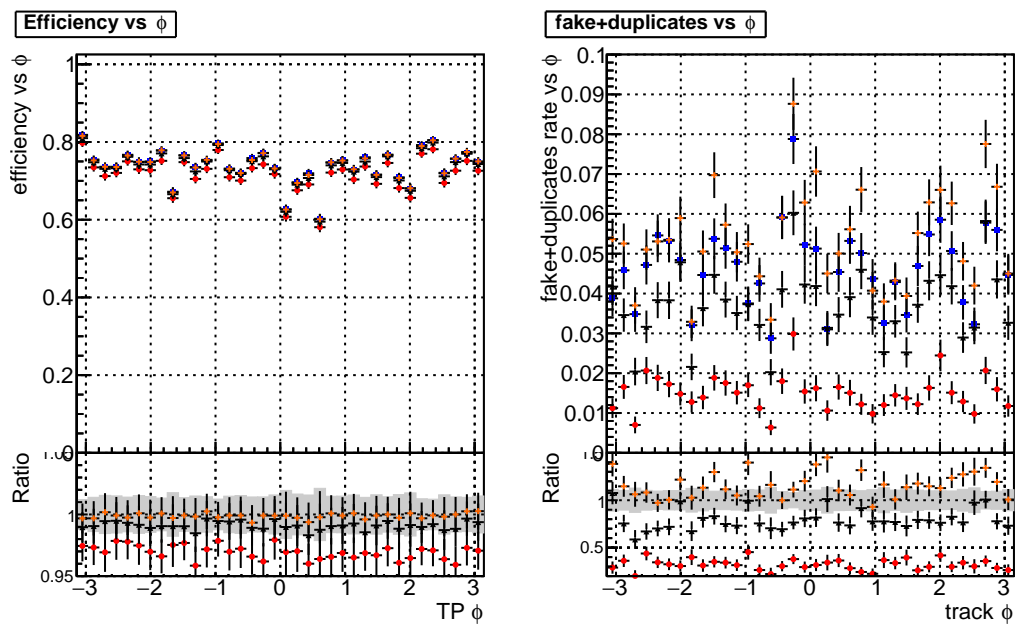 Efficiency vs ϕ
efficiency vs ϕ
1
0.8
0.6
0.4
0.2
0
Ratio
1
0.95
−3 −2 −1 0 1 2 3
TP ϕ
fake+duplicates vs ϕ
fake+duplicates rate vs ϕ
0.1
0.09
0.08
0.07
0.06
0.05
0.04
0.03
0.02
0.01
0
Ratio
1
0.5
−3 −2 −1 0 1 2 3
track ϕ